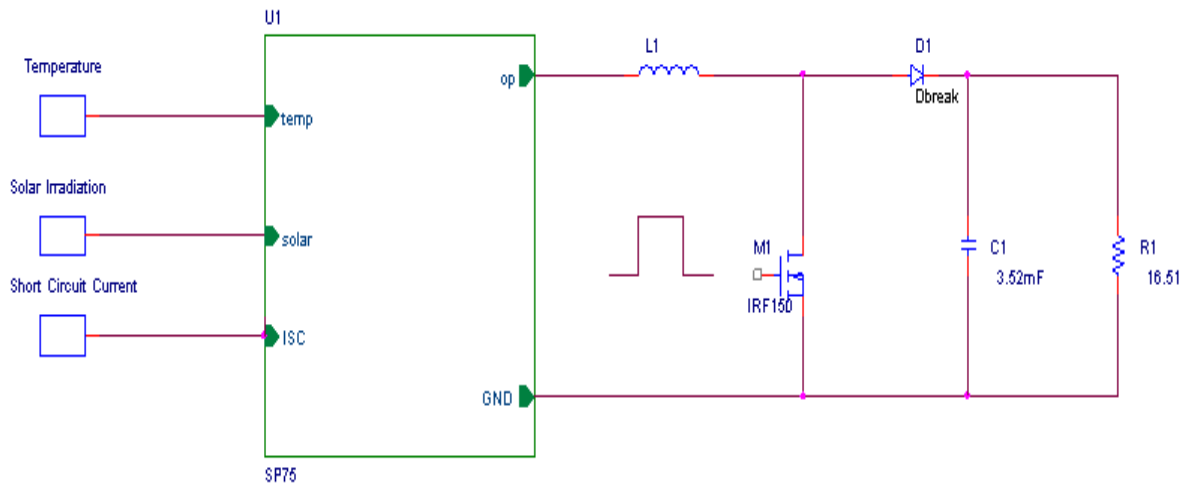 U1
Temperature
temp
Solar Irradiation
solar
Short Circuit Current
ISC
op
GND
SP75
L1
D1
Dbreak
M1
IRF150
C1
3.52mF
R1
16.51